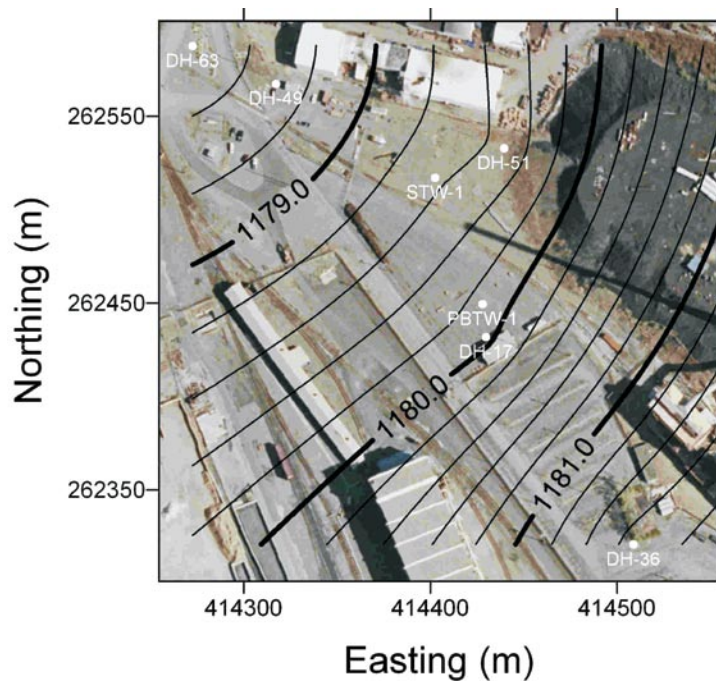 DH-63
DH-49
262550
DH-51
STW-1
1179.0
262450
PBTW-1
DH-17
1180.0
1181.0
262350
DH-36
414300 414400 414500
Northing (m)
Easting (m)